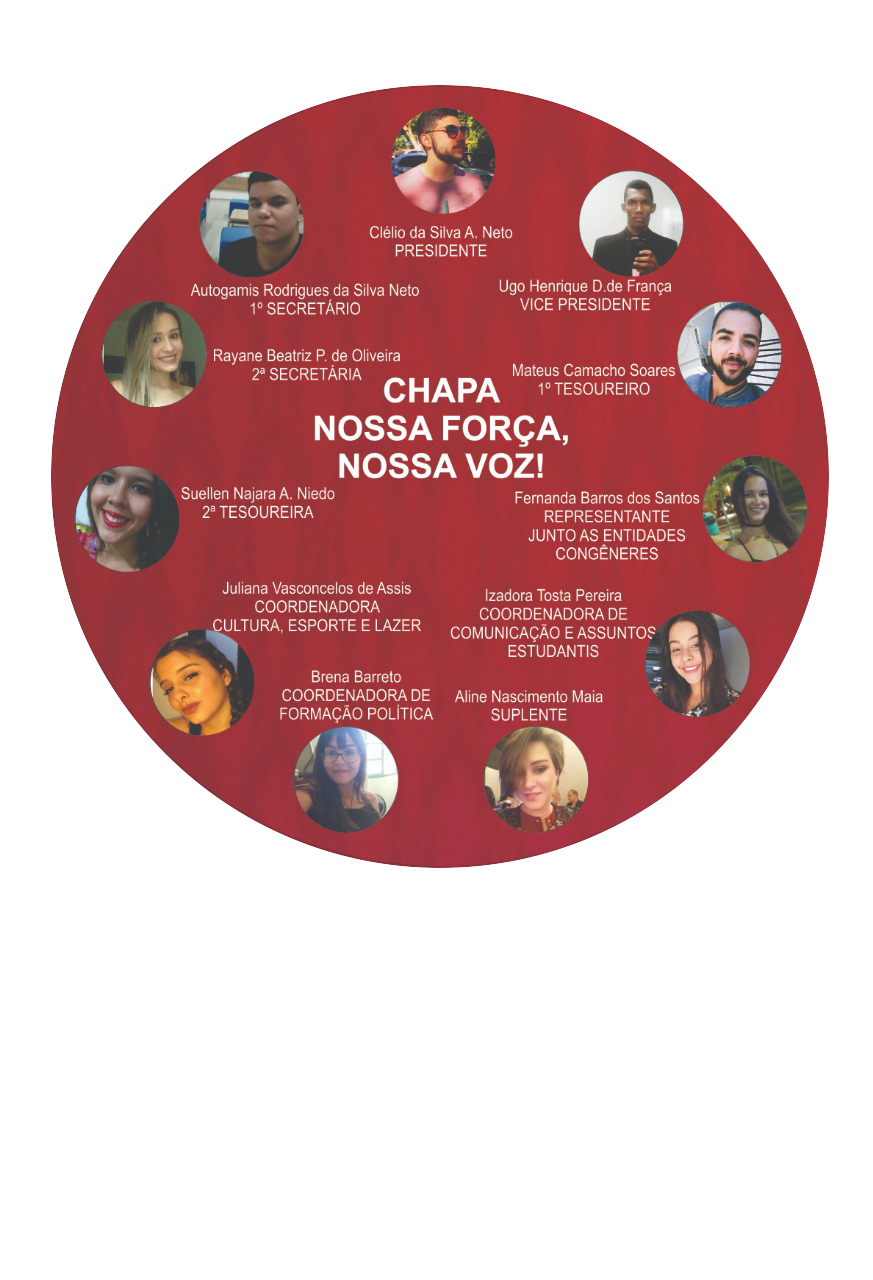 Clélio da Silva A. Neto
PRESIDENTE
Autogamis Rodrigues da Silva Neto
1º SECRETÁRIO
Ugo Henrique D.de França
VICE PRESIDENTE
Rayane Beatriz P. de Oliveira
2ª SECRETÁRIA
Mateus Camacho Soares
1º TESOUREIRO
CHAPA
NOSSA FORÇA,
NOSSA VOZ!
Suellen Najara A. Niedo
2ª TESOUREIRA
Fernanda Barros dos Santos
REPRESENTANTE
JUNTO AS ENTIDADES
CONGÊNERES
Juliana Vasconcelos de Assis
COORDENADORA
CULTURA, ESPORTE E LAZER
Izadora Tosta Pereira
COORDENADORA DE
COMUNICAÇÃO E ASSUNTOS
ESTUDANTIS
Brena Barreto
COORDENADORA DE
FORMAÇÃO POLÍTICA
Aline Nascimento Maia
SUPLENTE